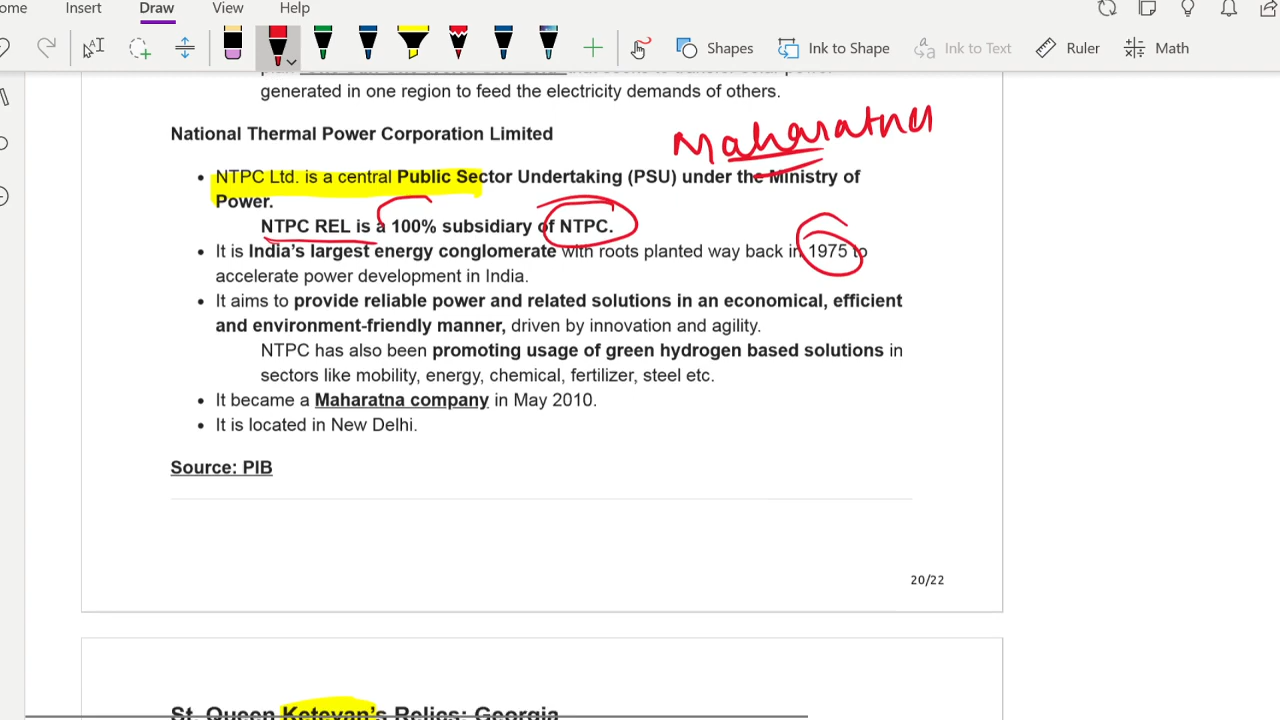 ome Insert Draw View Help
Shapes Ink to Shape Ink to Text Ruler Math
generated in one region to feed the electricity demands of others.
National Thermal Power Corporation Limited
Maharatna
• NTPC Ltd. is a central Public Sector Undertaking (PSU) under the Ministry of
Power.
NTPC REL is a 100% subsidiary of NTPC.
• It is India's largest energy conglomerate with roots planted way back in 1975 to
accelerate power development in India.
• It aims to provide reliable power and related solutions in an economical, efficient
and environment-friendly manner, driven by innovation and agility.
NTPC has also been promoting usage of green hydrogen based solutions in
sectors like mobility, energy, chemical, fertilizer, steel etc.
• It became a Maharatna company in May 2010.
• It is located in New Delhi.
Source: PIB
20/22
St. Queen Ketevan's Relics: Georgia